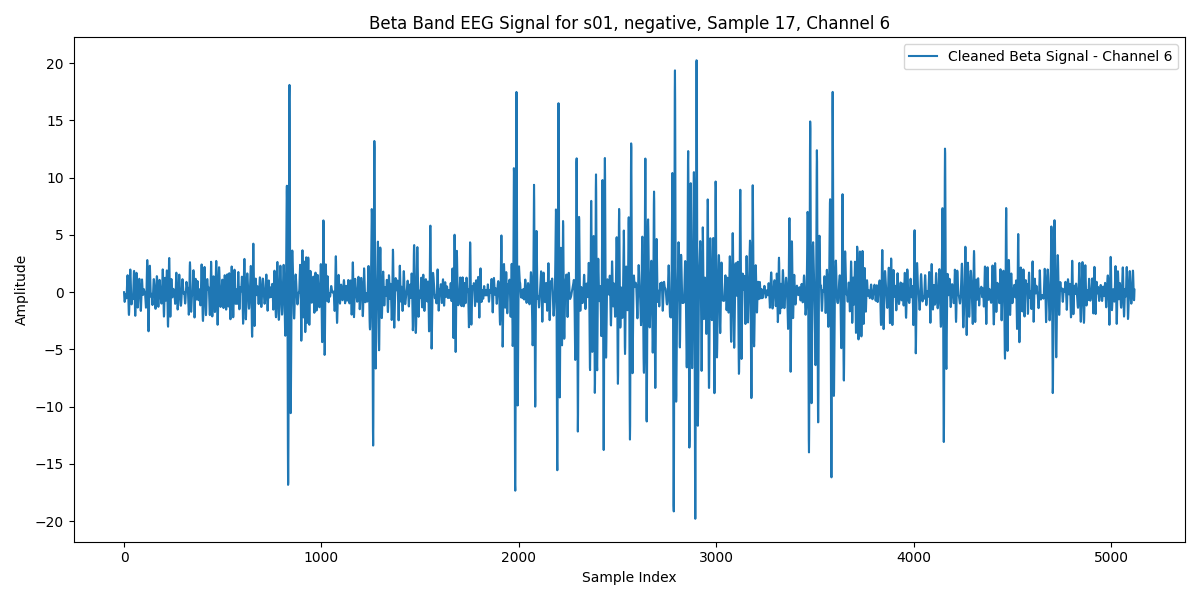 Beta Band EEG Signal for s01, negative, Sample 17, Channel 6
Cleaned Beta Signal - Channel 6
Amplitude
20
15
10
5
0
−5
−10
−15
−20
0 1000 2000 3000 4000 5000
Sample Index